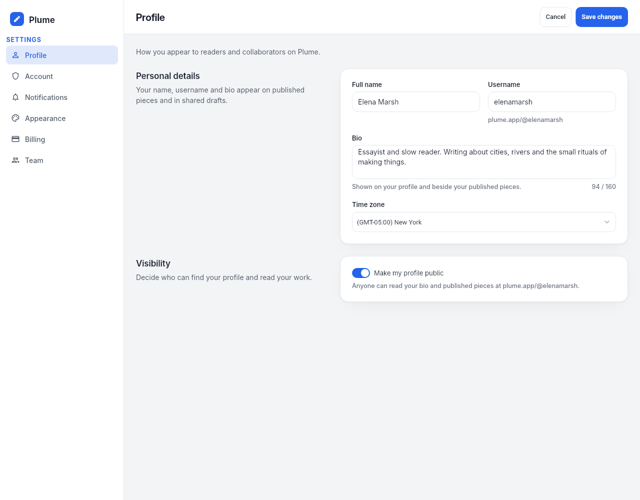 Plume
SETTINGS
Profile
Account
Notifications
Appearance
Billing
Team
Profile
Cancel
Save changes
How you appear to readers and collaborators on Plume.
Personal details
Your name, username and bio appear on published
pieces and in shared drafts.
Full name
Elena Marsh
Username
elenamarsh
plume.app/@elenamarsh
Bio
Essayist and slow reader. Writing about cities, rivers and the small rituals of
making things.
Shown on your profile and beside your published pieces.
94 / 160
Time zone
(GMT-05:00) New York
Visibility
Decide who can find your profile and read your work.
Make my profile public
Anyone can read your bio and published pieces at plume.app/@elenamarsh.